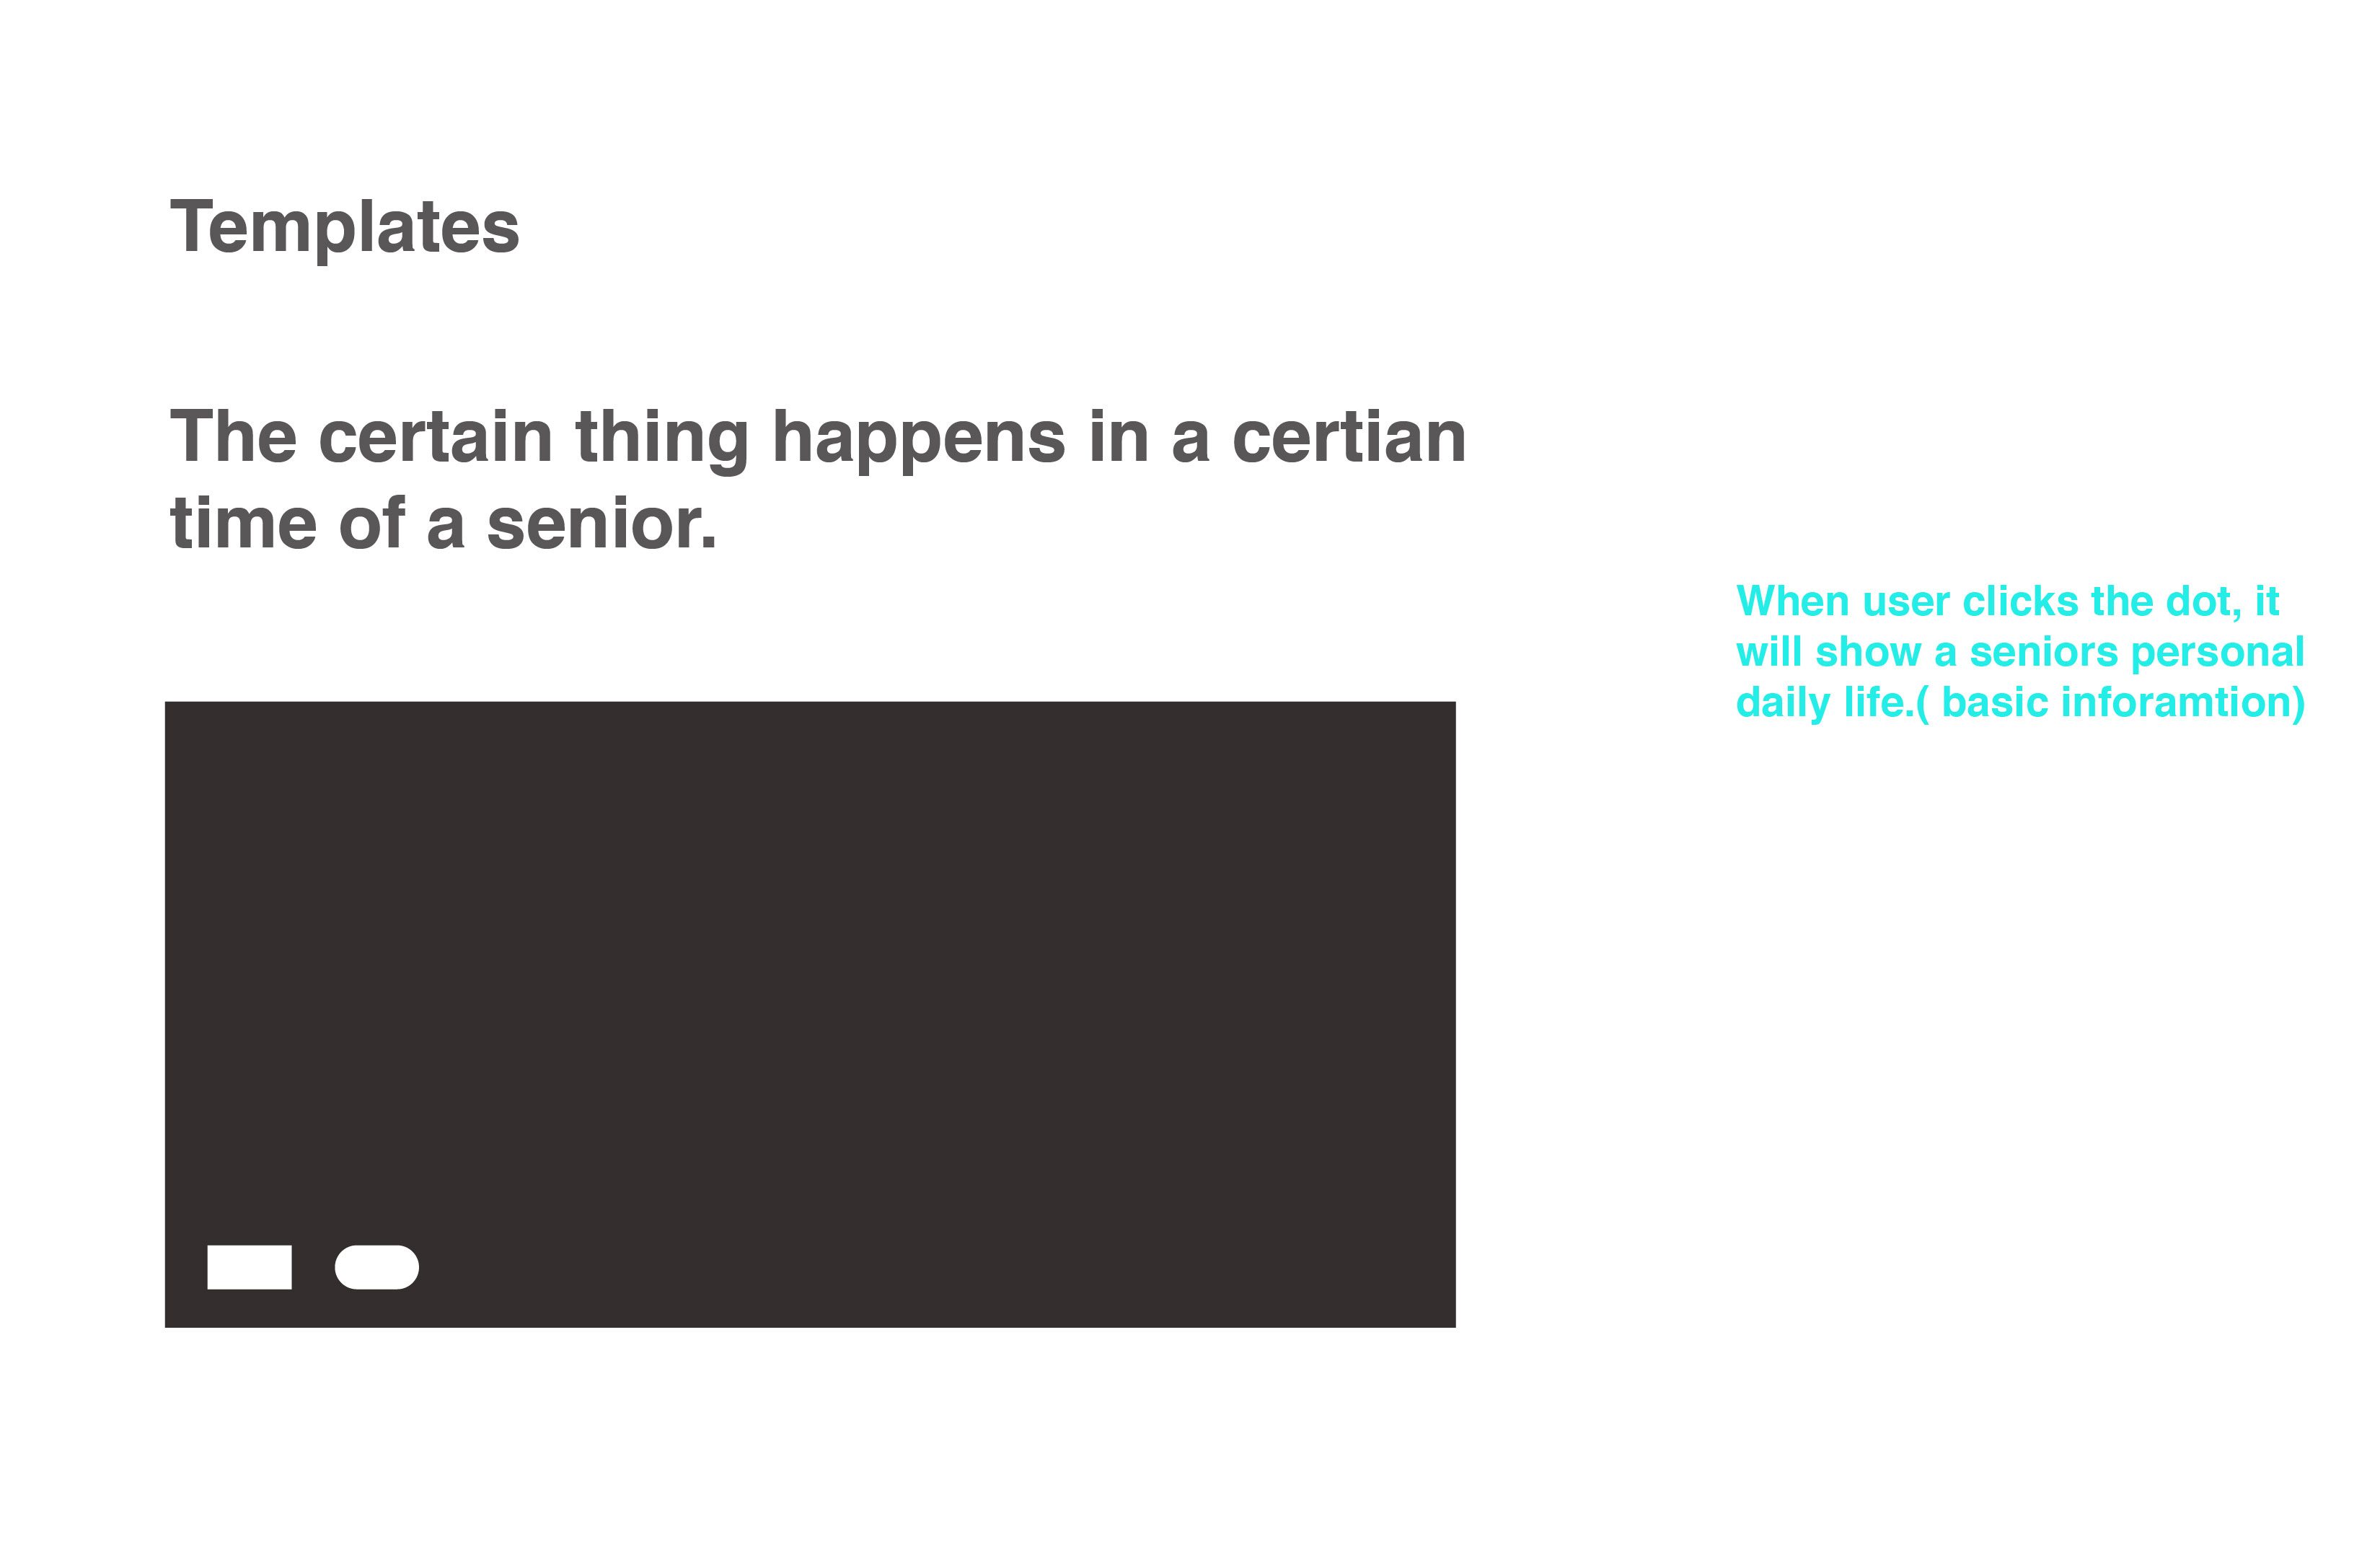 Templates
The certain thing happens in a certian
time of a senior.
When user clicks the dot, it
will show a seniors personal
daily life.( basic inforamtion)